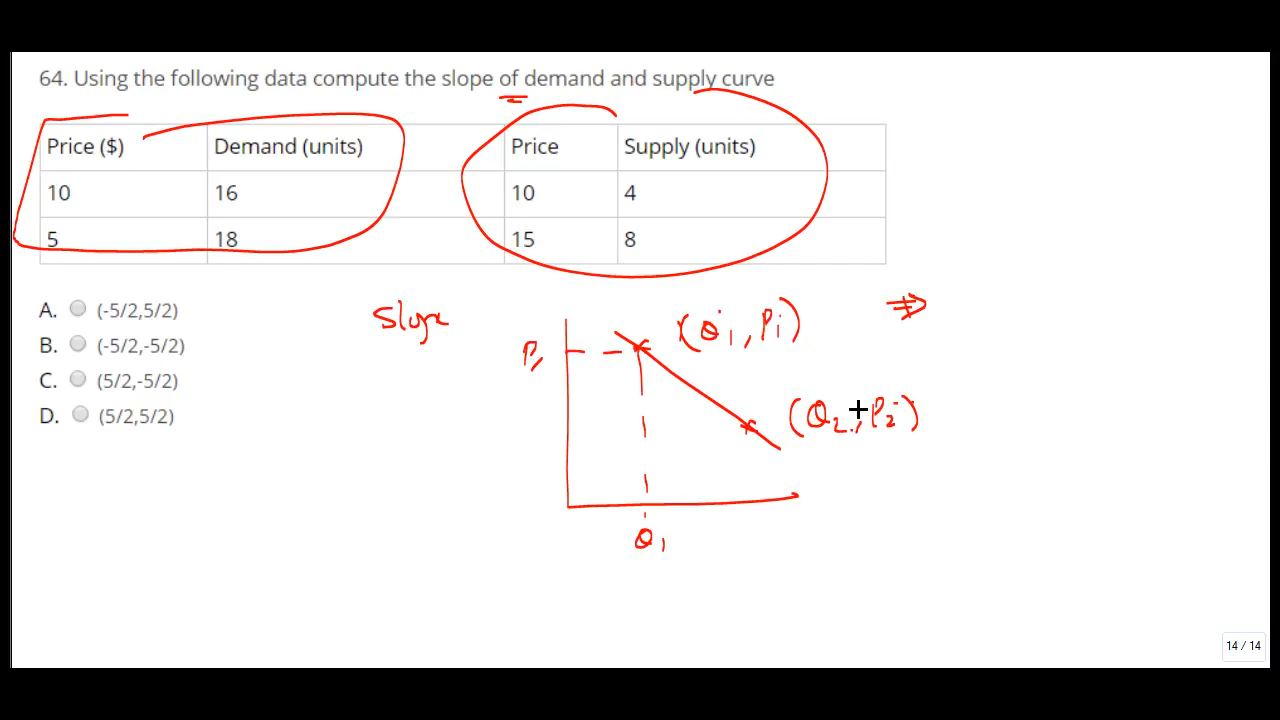 64. Using the following data compute the slope of demand and supply curve
Price ($) Demand (units) Price Supply (units)
10 16 10 4
5 18 15 8
A. (-5/2,5/2)
B. (-5/2,-5/2)
C. (5/2,-5/2)
D. (5/2,5/2)
Slope
P1
(Q1, P1)
(Q2, P2)
Q1
14 / 14